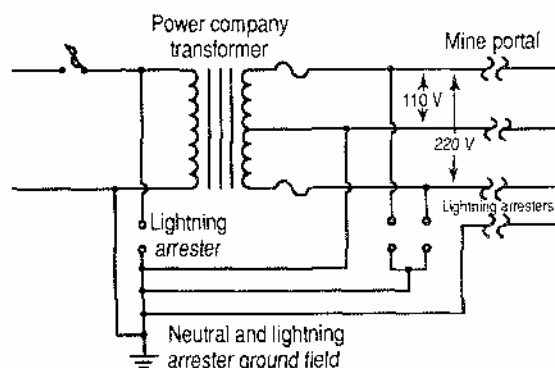 Power company
transformer
Mine portal
110 V
220 V
Lightning arresters
Lightning
arrester
Neutral and lightning
arrester ground field